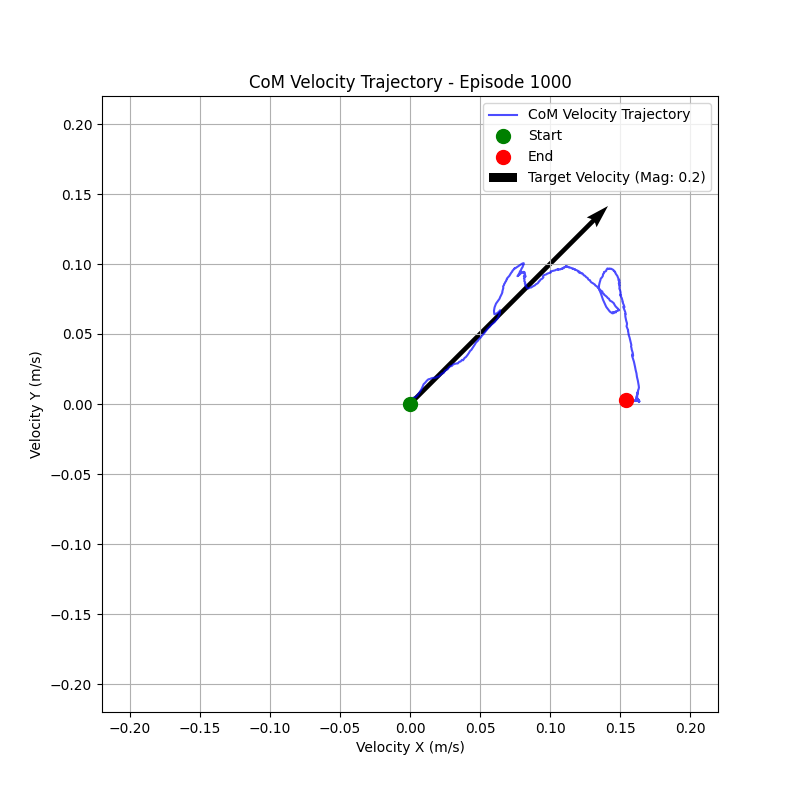 CoM Velocity Trajectory - Episode 1000
CoM Velocity Trajectory
Start
End
Target Velocity (Mag: 0.2)
0.20
0.15
0.10
0.05
0.00
−0.05
−0.10
−0.15
−0.20
Velocity Y (m/s)
−0.20 −0.15 −0.10 −0.05 0.00 0.05 0.10 0.15 0.20
Velocity X (m/s)